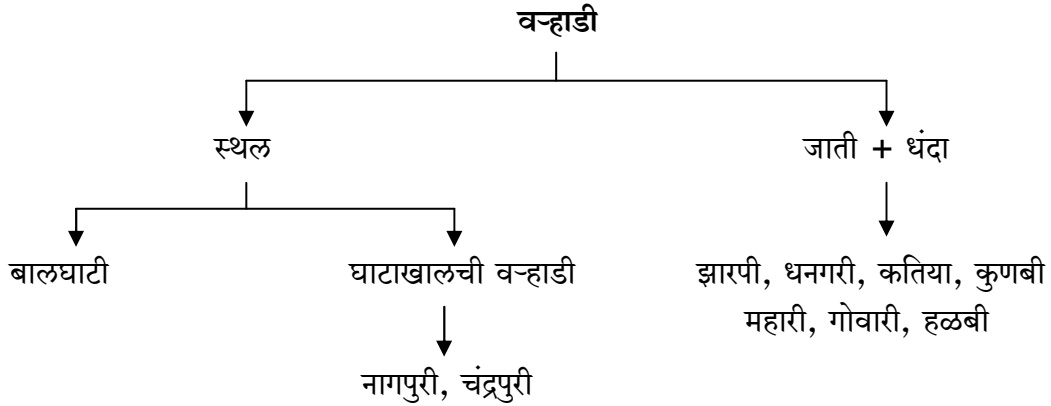 वऱ्हाडी
स्थल
जाती + धंदा
बालघाटी
घाटाखालची वऱ्हाडी
झारपी, धनगरी, कतिया, कुणबी
महारी, गोवारी, हळबी
नागपुरी, चंद्रपुरी